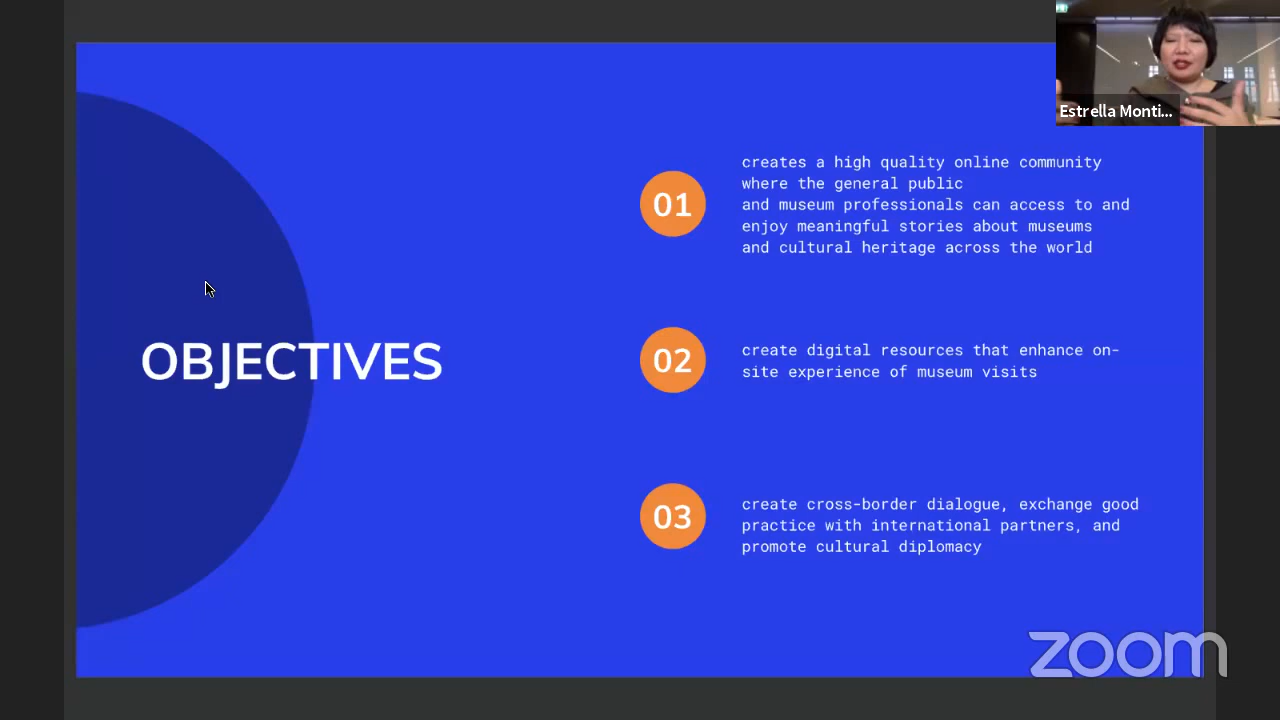 Estrella Monti...
OBJECTIVES
01
creates a high quality online community
where the general public
and museum professionals can access to and
enjoy meaningful stories about museums
and cultural heritage across the world
02
create digital resources that enhance on-
site experience of museum visits
03
create cross-border dialogue, exchange good
practice with international partners, and
promote cultural diplomacy
zoom